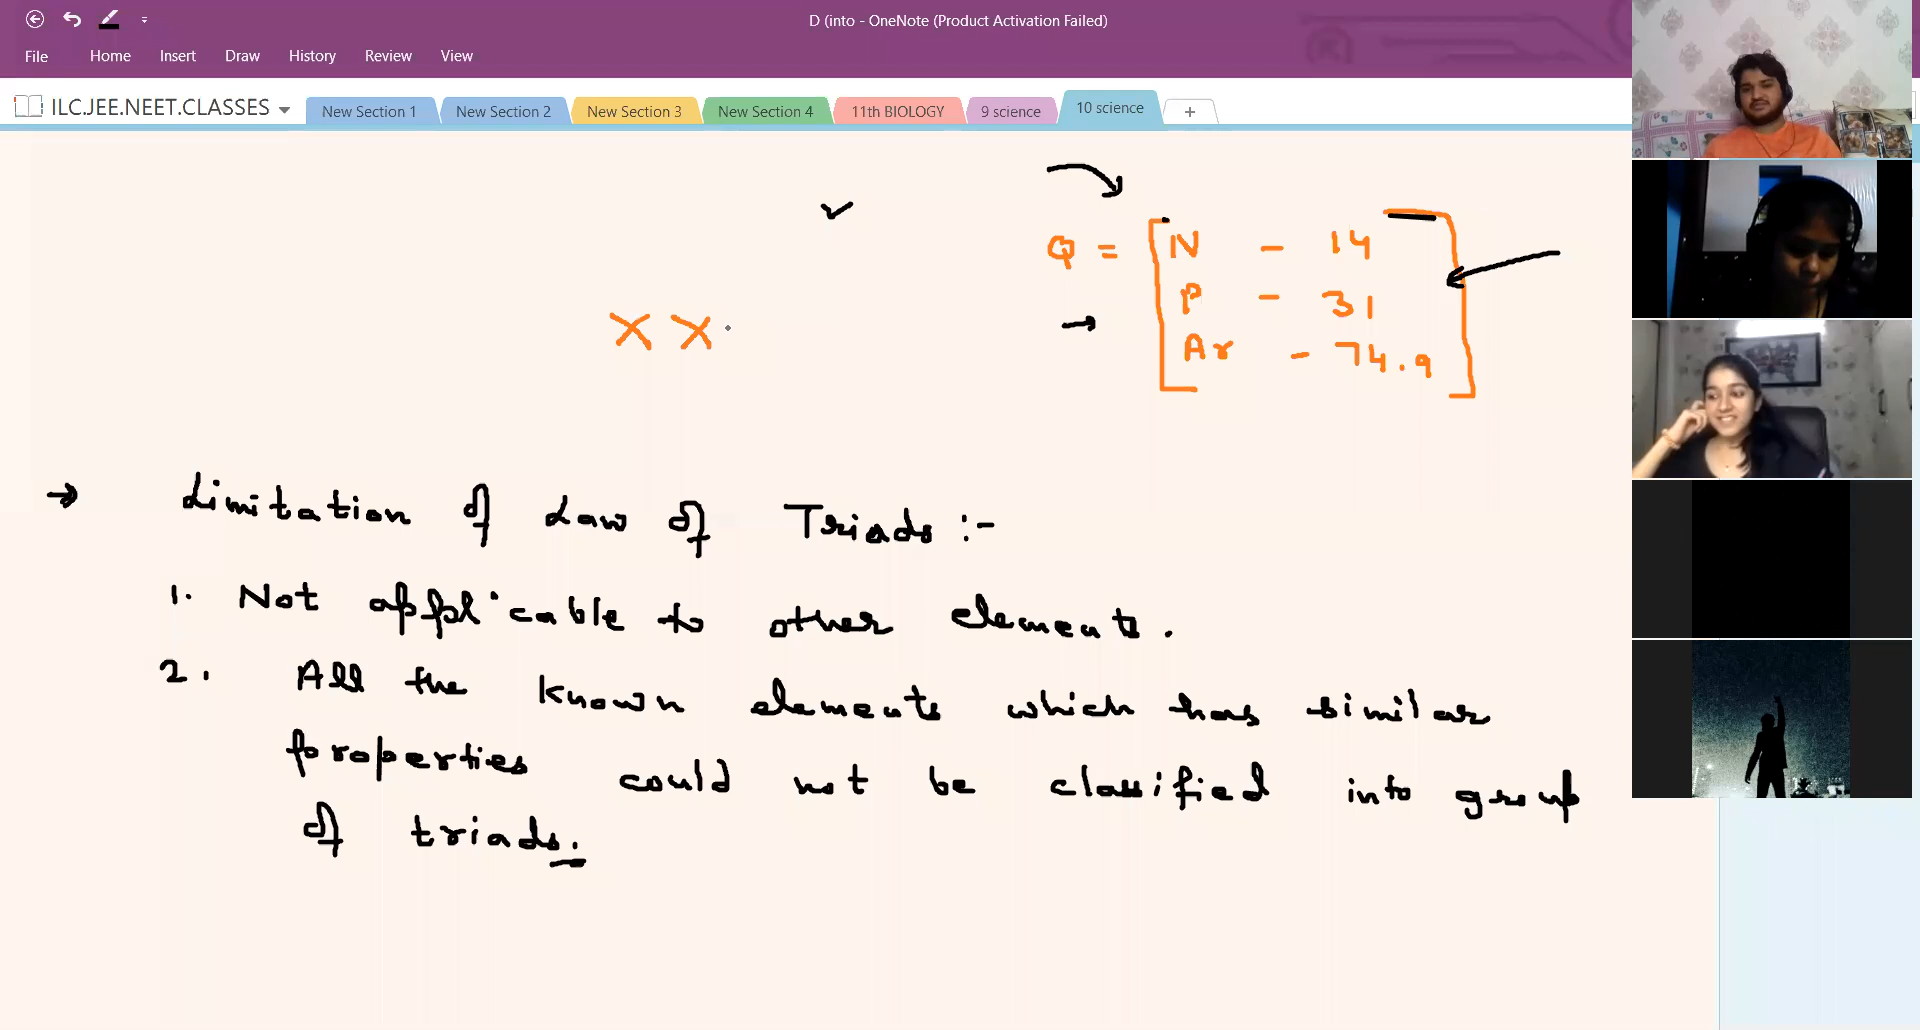 D (into - OneNote (Product Activation Failed)
File Home Insert Draw History Review View
ILC.JEE.NEET.CLASSES New Section 1 New Section 2 New Section 3 New Section 4 11th BIOLOGY 9 science 10 science +
Q = N - 14
P - 31
Ar - 74.9
X X
→ Limitation of Law of Triads :-
1. Not applicable to other elements.
2. All the known elements which has similar
properties could not be classified into group
of triads.